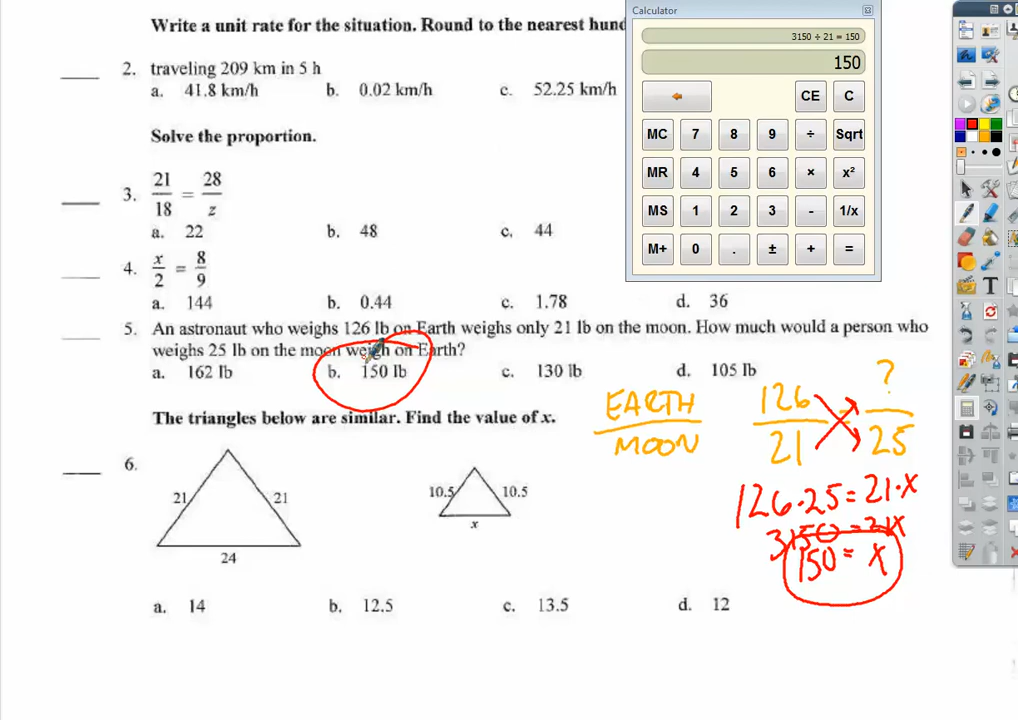 Write a unit rate for the situation. Round to the nearest hund
2. traveling 209 km in 5 h
a. 41.8 km/h b. 0.02 km/h c. 52.25 km/h
Solve the proportion.
3. 21/18 = 28/z
a. 22 b. 48 c. 44
4. x/2 = 8/9
a. 144 b. 0.44 c. 1.78 d. 36
5. An astronaut who weighs 126 lb on Earth weighs only 21 lb on the moon. How much would a person who
weighs 25 lb on the moon weigh on Earth?
a. 162 lb b. 150 lb c. 130 lb d. 105 lb
The triangles below are similar. Find the value of x.
6.
21 21
24
10.5 10.5
x
a. 14 b. 12.5 c. 13.5 d. 12
EARTH
MOON
126 = ?
21 25
126·25=21·x
3150=21x
150= x
Calculator
3150 ÷ 21 = 150
150
CE C
MC 7 8 9 ÷ Sqrt
MR 4 5 6 × x²
MS 1 2 3 - 1/x
M+ 0 . ± + =
T